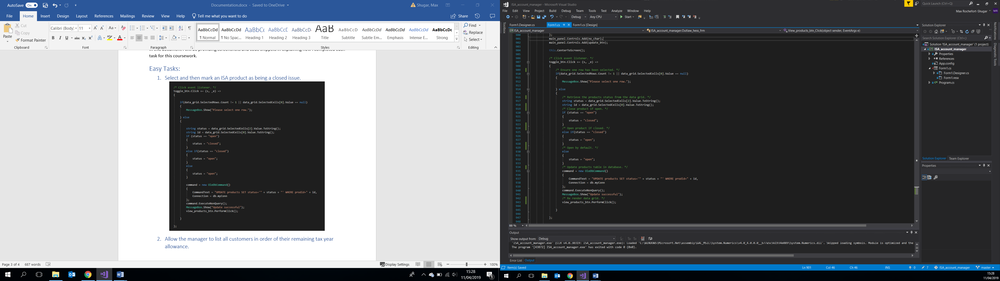 AutoSave On
Documentation.docx - Saved to OneDrive
Shugar, Max
File Home Insert Design Layout References Mailings Review View Help Tell me what you want to do
Share
Cut
Copy
Paste
Format Painter
Clipboard
Calibri (Body) 11
Font
Paragraph
AaBbCcDd AaBbCcDd AaBbC( AaBbCcE AaBbCcDc AaB AaBbCcD AaBbCcDd AaBbCcDd AaBbCcDd AaBbCcDc
¶ Normal ¶ No Spac... Heading 1 Heading 2 Heading 3 Title Subtitle Subtle Em... Emphasis Intense E... Strong
Styles
Find
Replace
Select
Editing
In this document I will be providing screenshots and code snippets in explaining how I completed each
task for this coursework.
Easy Tasks:
1. Select and then mark an ISA product as being a closed issue.
/* Click event listener. */
toggle_btn.Click += (s, _e) =>
{
if(data_grid.SelectedRows.Count != 1 || data_grid.SelectedCells[0].Value == null)
{
MessageBox.Show("Please select one row.");
} else
{
string status = data_grid.SelectedCells[2].Value.ToString();
string id = data_grid.SelectedCells[0].Value.ToString();
if (status == "open")
{
status = "closed";
}
else if(status == "closed")
{
status = "open";
}
else
{
status = "open";
}
command = new OleDbCommand()
{
CommandText = "UPDATE products SET status='" + status + "' WHERE prodid=" + id,
Connection = db.myConn
};
command.ExecuteNonQuery();
MessageBox.Show("Update successful");
view_products_btn.PerformClick();
}
};
2. Allow the manager to list all customers in order of their remaining tax year
allowance.
Page 3 of 4 687 words
Display Settings
100%
15:28
11/04/2019
1
ISA_account_manager - Microsoft Visual Studio
Quick Launch (Ctrl+Q)
File Edit View Project Build Debug Team Tools Test Analyze Window Help
Max Rochefort-Shugar MR
Debug Any CPU Start
Toolbox
Form1.Designer.cs Form1.cs Form1.cs [Design]
ISA_account_manager ISA_account_manager.Outlaw_hess_frm View_products_btn_Click(object sender, EventArgs e)
900 };
901 main_panel.Controls.Add(no_char);
902 main_panel.Controls.Add(update_btn);
903
904 this.CenterToScreen();
905
906 /* Click event listener. */
907 toggle_btn.Click += (s, _e) =>
908 {
909 /* Ensure one row has been selected. */
910 if(data_grid.SelectedRows.Count != 1 || data_grid.SelectedCells[0].Value == null)
911 {
912 MessageBox.Show("Please select one row.");
913
914 } else
915 {
916 /* Retrieve the products status from the data grid. */
917 string status = data_grid.SelectedCells[2].Value.ToString();
918 string id = data_grid.SelectedCells[0].Value.ToString();
919 /* Close product if open. */
920 if (status == "open")
921 {
922 status = "closed";
923 }
924 /* Open product if closed. */
925 else if(status == "closed")
926 {
927 status = "open";
928 }
929 /* Open by default. */
930 else
931 {
932 status = "open";
933 }
934 /* Update products table in database. */
935 command = new OleDbCommand()
936 {
937 CommandText = "UPDATE products SET status='" + status + "' WHERE prodid=" + id,
938 Connection = db.myConn
939 };
940 command.ExecuteNonQuery();
941 MessageBox.Show("Update successful");
942 /* Re render data grid. */
943 view_products_btn.PerformClick();
944
945 }
946
947 };
948
88 %
Output
Show output from: Debug
'ISA_account_manager.exe' (CLR v4.0.30319: ISA_account_manager.exe): Loaded 'C:\WINDOWS\Microsoft.Net\assembly\GAC_MSIL\System.Numerics\v4.0_4.0.0.0__b77a5c561934e089\System.Numerics.dll'. Skipped loading symbols. Module is optimized and the
The program '[43872] ISA_account_manager.exe' has exited with code 0 (0x0).
Error List Output
Item(s) Saved
Ln 901 Col 46 Ch 46 INS 0 7 ISA_account_manager master
Solution Explorer
Search Solution Explorer (Ctrl+;)
Solution 'ISA_account_manager' (1 project)
ISA_account_manager
Properties
References
App.config
Form1.cs
Form1.Designer.cs
Form1.resx
Program.cs
Solution Explorer Team Explorer
Properties
Notifications
Diagnostic Tools
15:28
11/04/2019